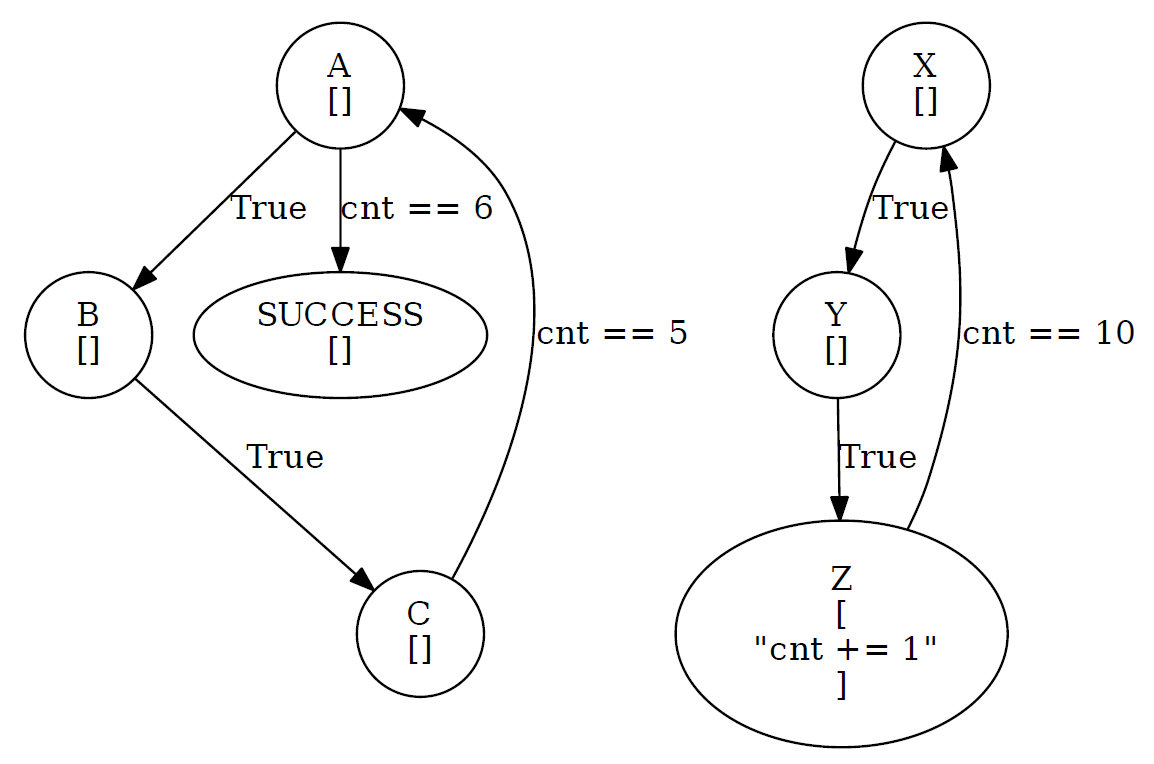 A
[]
X
[]
True
cnt == 6
True
B
[]
SUCCESS
[]
cnt == 5
Y
[]
cnt == 10
True
True
C
[]
Z
[
"cnt += 1"
]